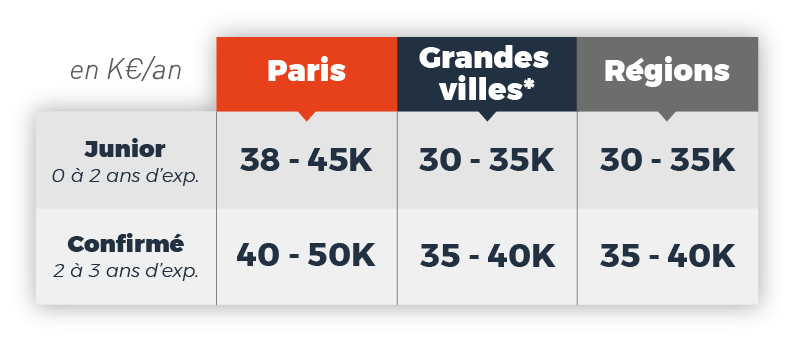 en K€/an
Paris
Grandes
villes*
Régions
Junior
0 à 2 ans d'exp.
38 - 45K
30 - 35K
30 - 35K
Confirmé
2 à 3 ans d'exp.
40 - 50K
35 - 40K
35 - 40K